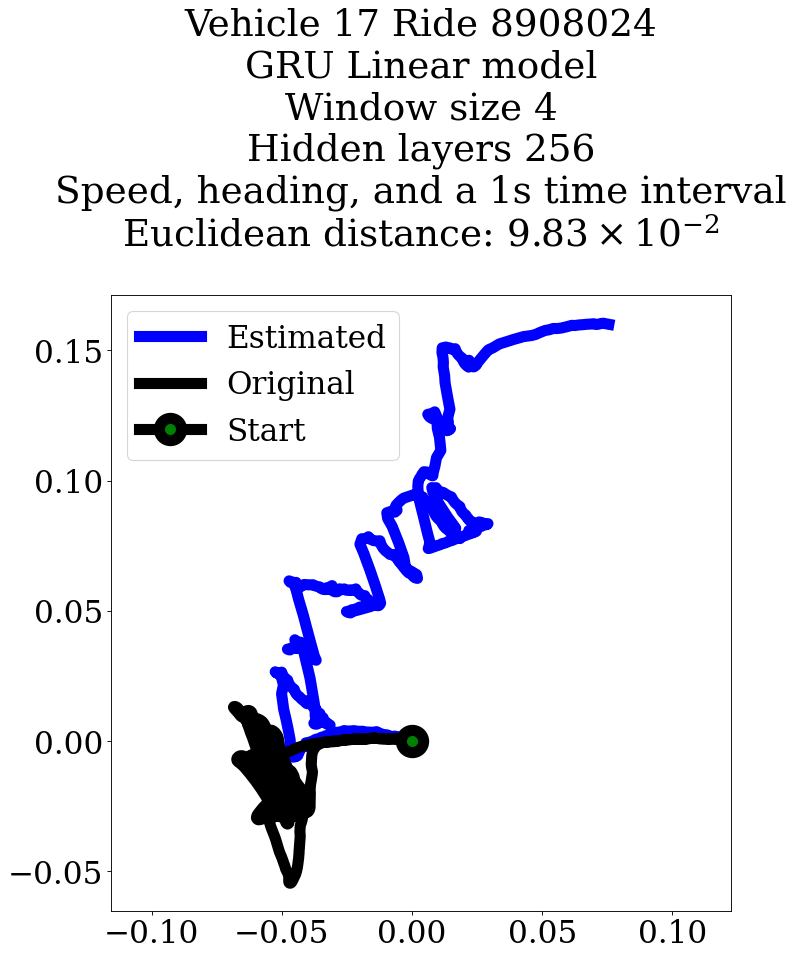 Vehicle 17 Ride 8908024
GRU Linear model
Window size 4
Hidden layers 256
Speed, heading, and a 1s time interval
Euclidean distance: 9.83 × 10⁻²
Estimated
Original
Start
0.15
0.10
0.05
0.00
−0.05
−0.10 −0.05 0.00 0.05 0.10